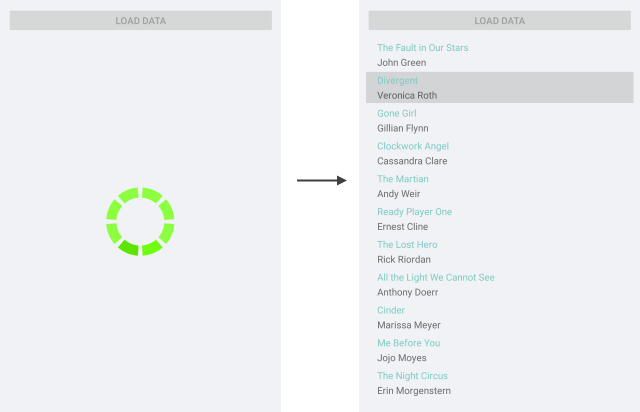 LOAD DATA
LOAD DATA
The Fault in Our Stars
John Green
Divergent
Veronica Roth
Gone Girl
Gillian Flynn
Clockwork Angel
Cassandra Clare
The Martian
Andy Weir
Ready Player One
Ernest Cline
The Lost Hero
Rick Riordan
All the Light We Cannot See
Anthony Doerr
Cinder
Marissa Meyer
Me Before You
Jojo Moyes
The Night Circus
Erin Morgenstern